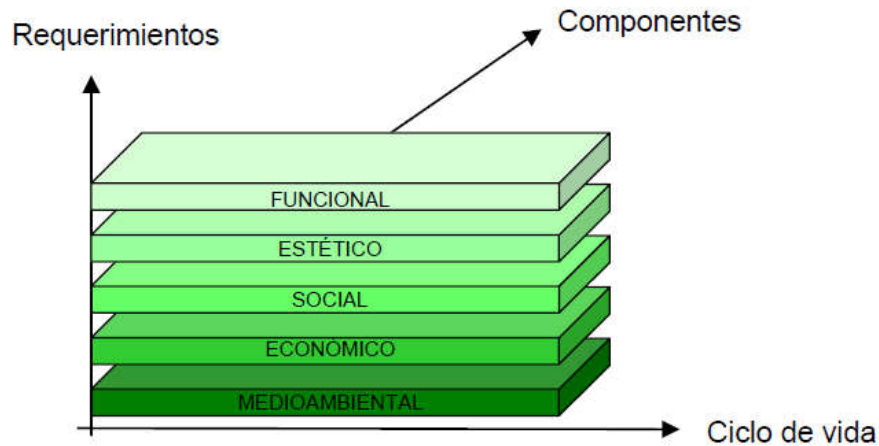 Requerimientos
Componentes
FUNCIONAL
ESTÉTICO
SOCIAL
ECONÓMICO
MEDIOAMBIENTAL
Ciclo de vida